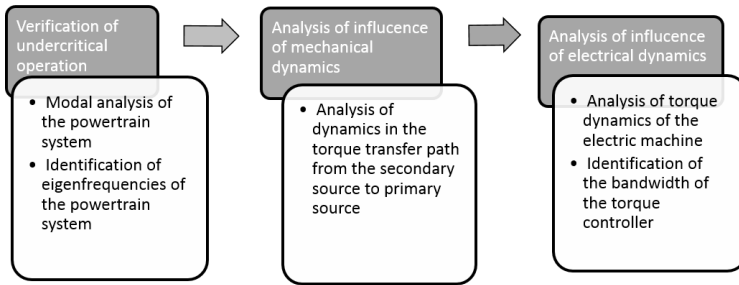 Verification of
undercritical
operation
• Modal analysis of
the powertrain
system
• Identification of
eigenfrequencies of
the powertrain
system
Analysis of influcence
of mechanical
dynamics
• Analysis of
dynamics in the
torque transfer path
from the secondary
source to primary
source
Analysis of influcence
of electrical dynamics
• Analysis of torque
dynamics of the
electric machine
• Identification of
the bandwidth of
the torque
controller